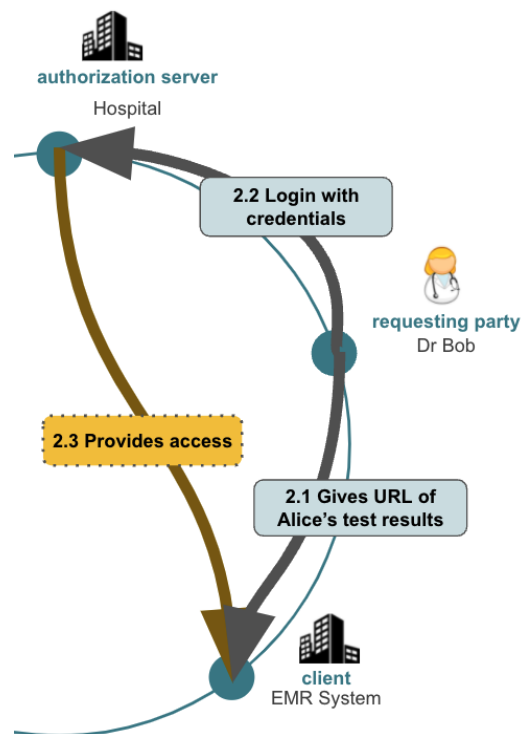 authorization server
Hospital
2.2 Login with
credentials
requesting party
Dr Bob
2.3 Provides access
2.1 Gives URL of
Alice’s test results
client
EMR System